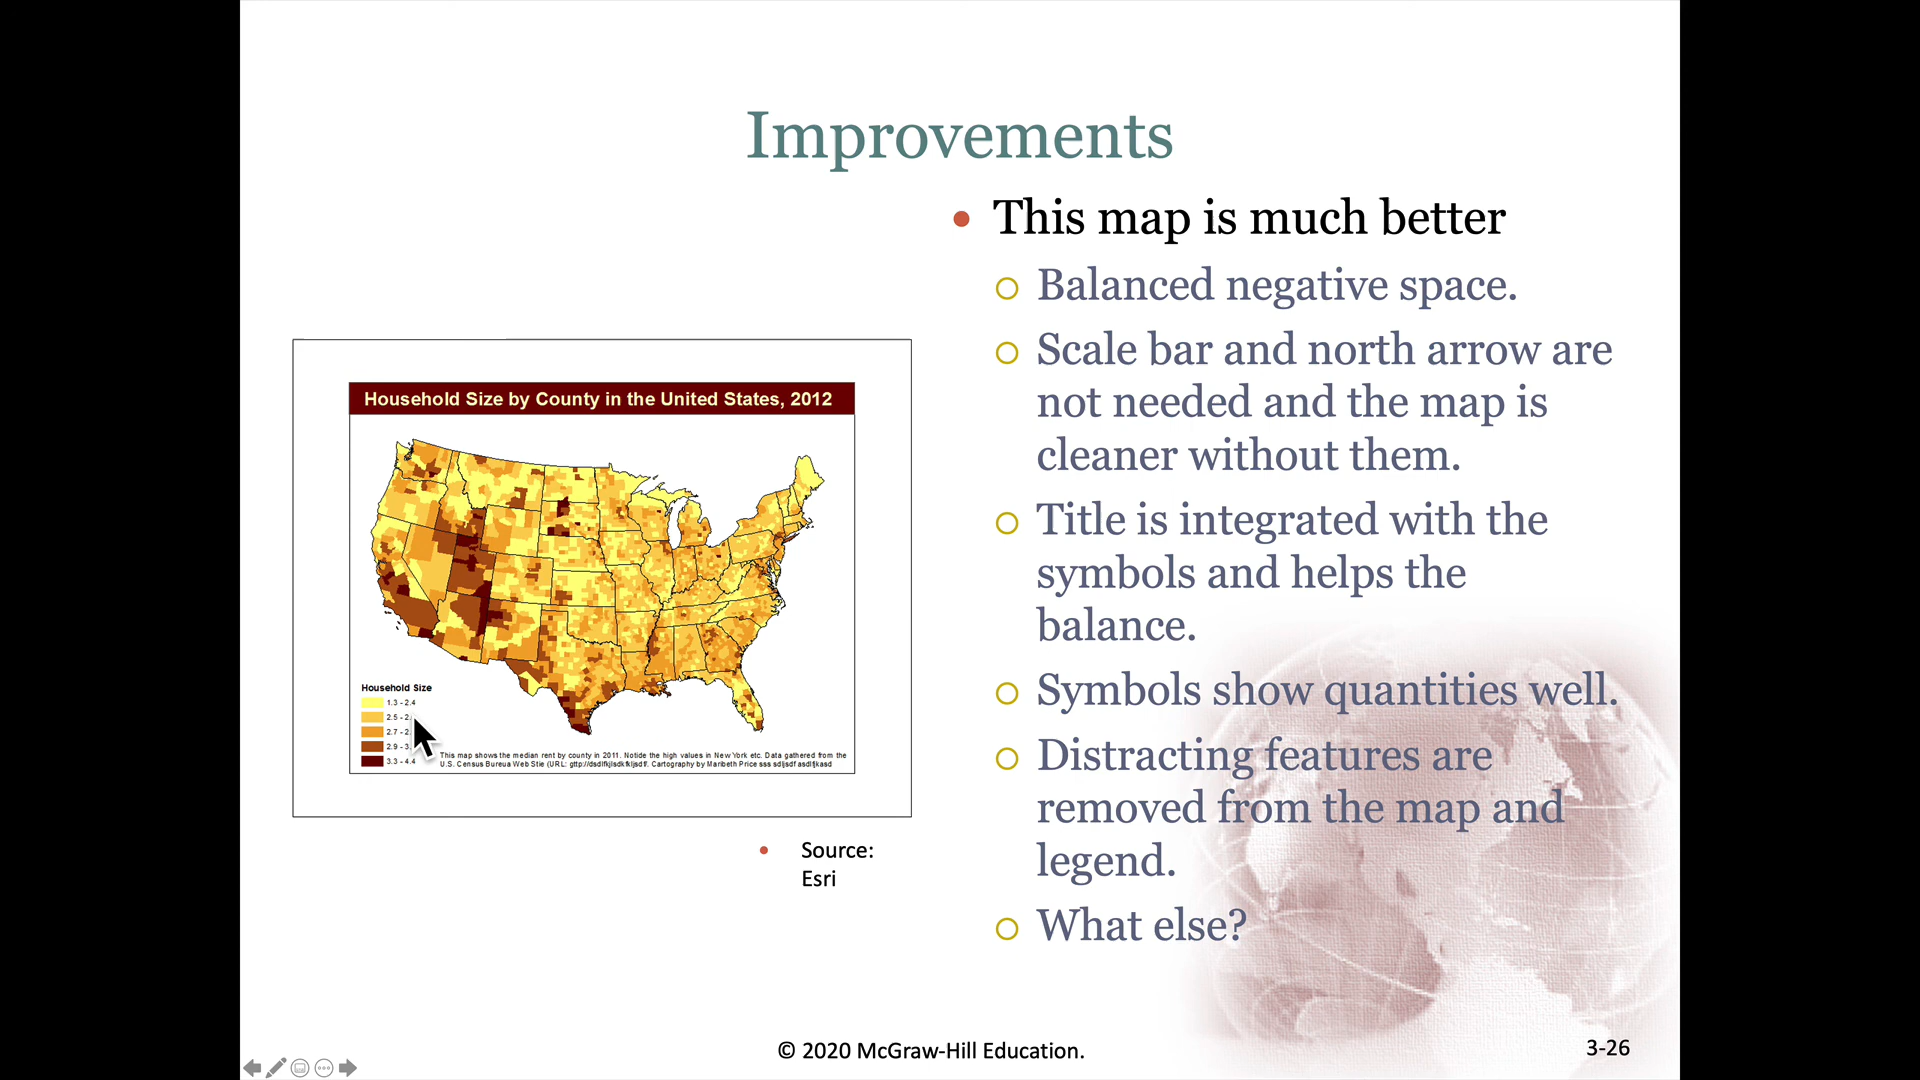 Improvements
This map is much better
Balanced negative space.
Scale bar and north arrow are
not needed and the map is
cleaner without them.
Title is integrated with the
symbols and helps the
balance.
Symbols show quantities well.
Distracting features are
removed from the map and
legend.
What else?
Household Size by County in the United States, 2012
Household Size
1.3 - 2.4
2.5 - 2.
2.7 - 2.
2.9 - 3.
3.3 - 4.4
This map shows the median rent by county in 2011. Notide the high values in New York etc. Data gathered from the
U.S. Census Bureua Web Stie (URL: Cartography by Maribeth Price sss
Source:
Esri
© 2020 McGraw-Hill Education.
3-26